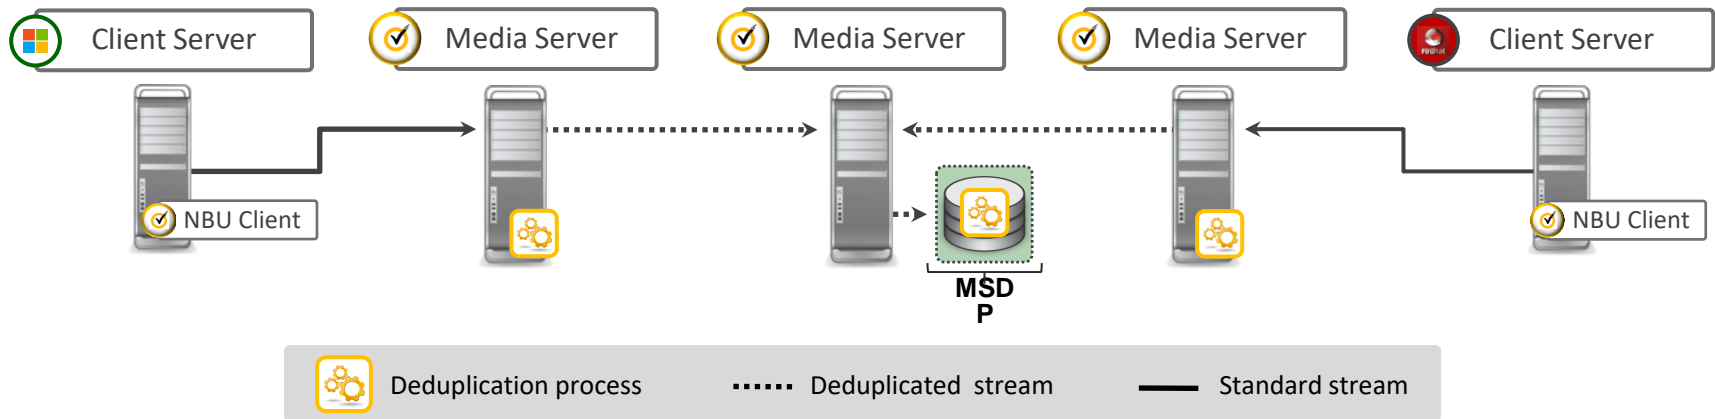 Client Server
Media Server
Media Server
Media Server
Client Server
redhat
NBU Client
NBU Client
MSD
P
Deduplication process
Deduplicated stream
Standard stream